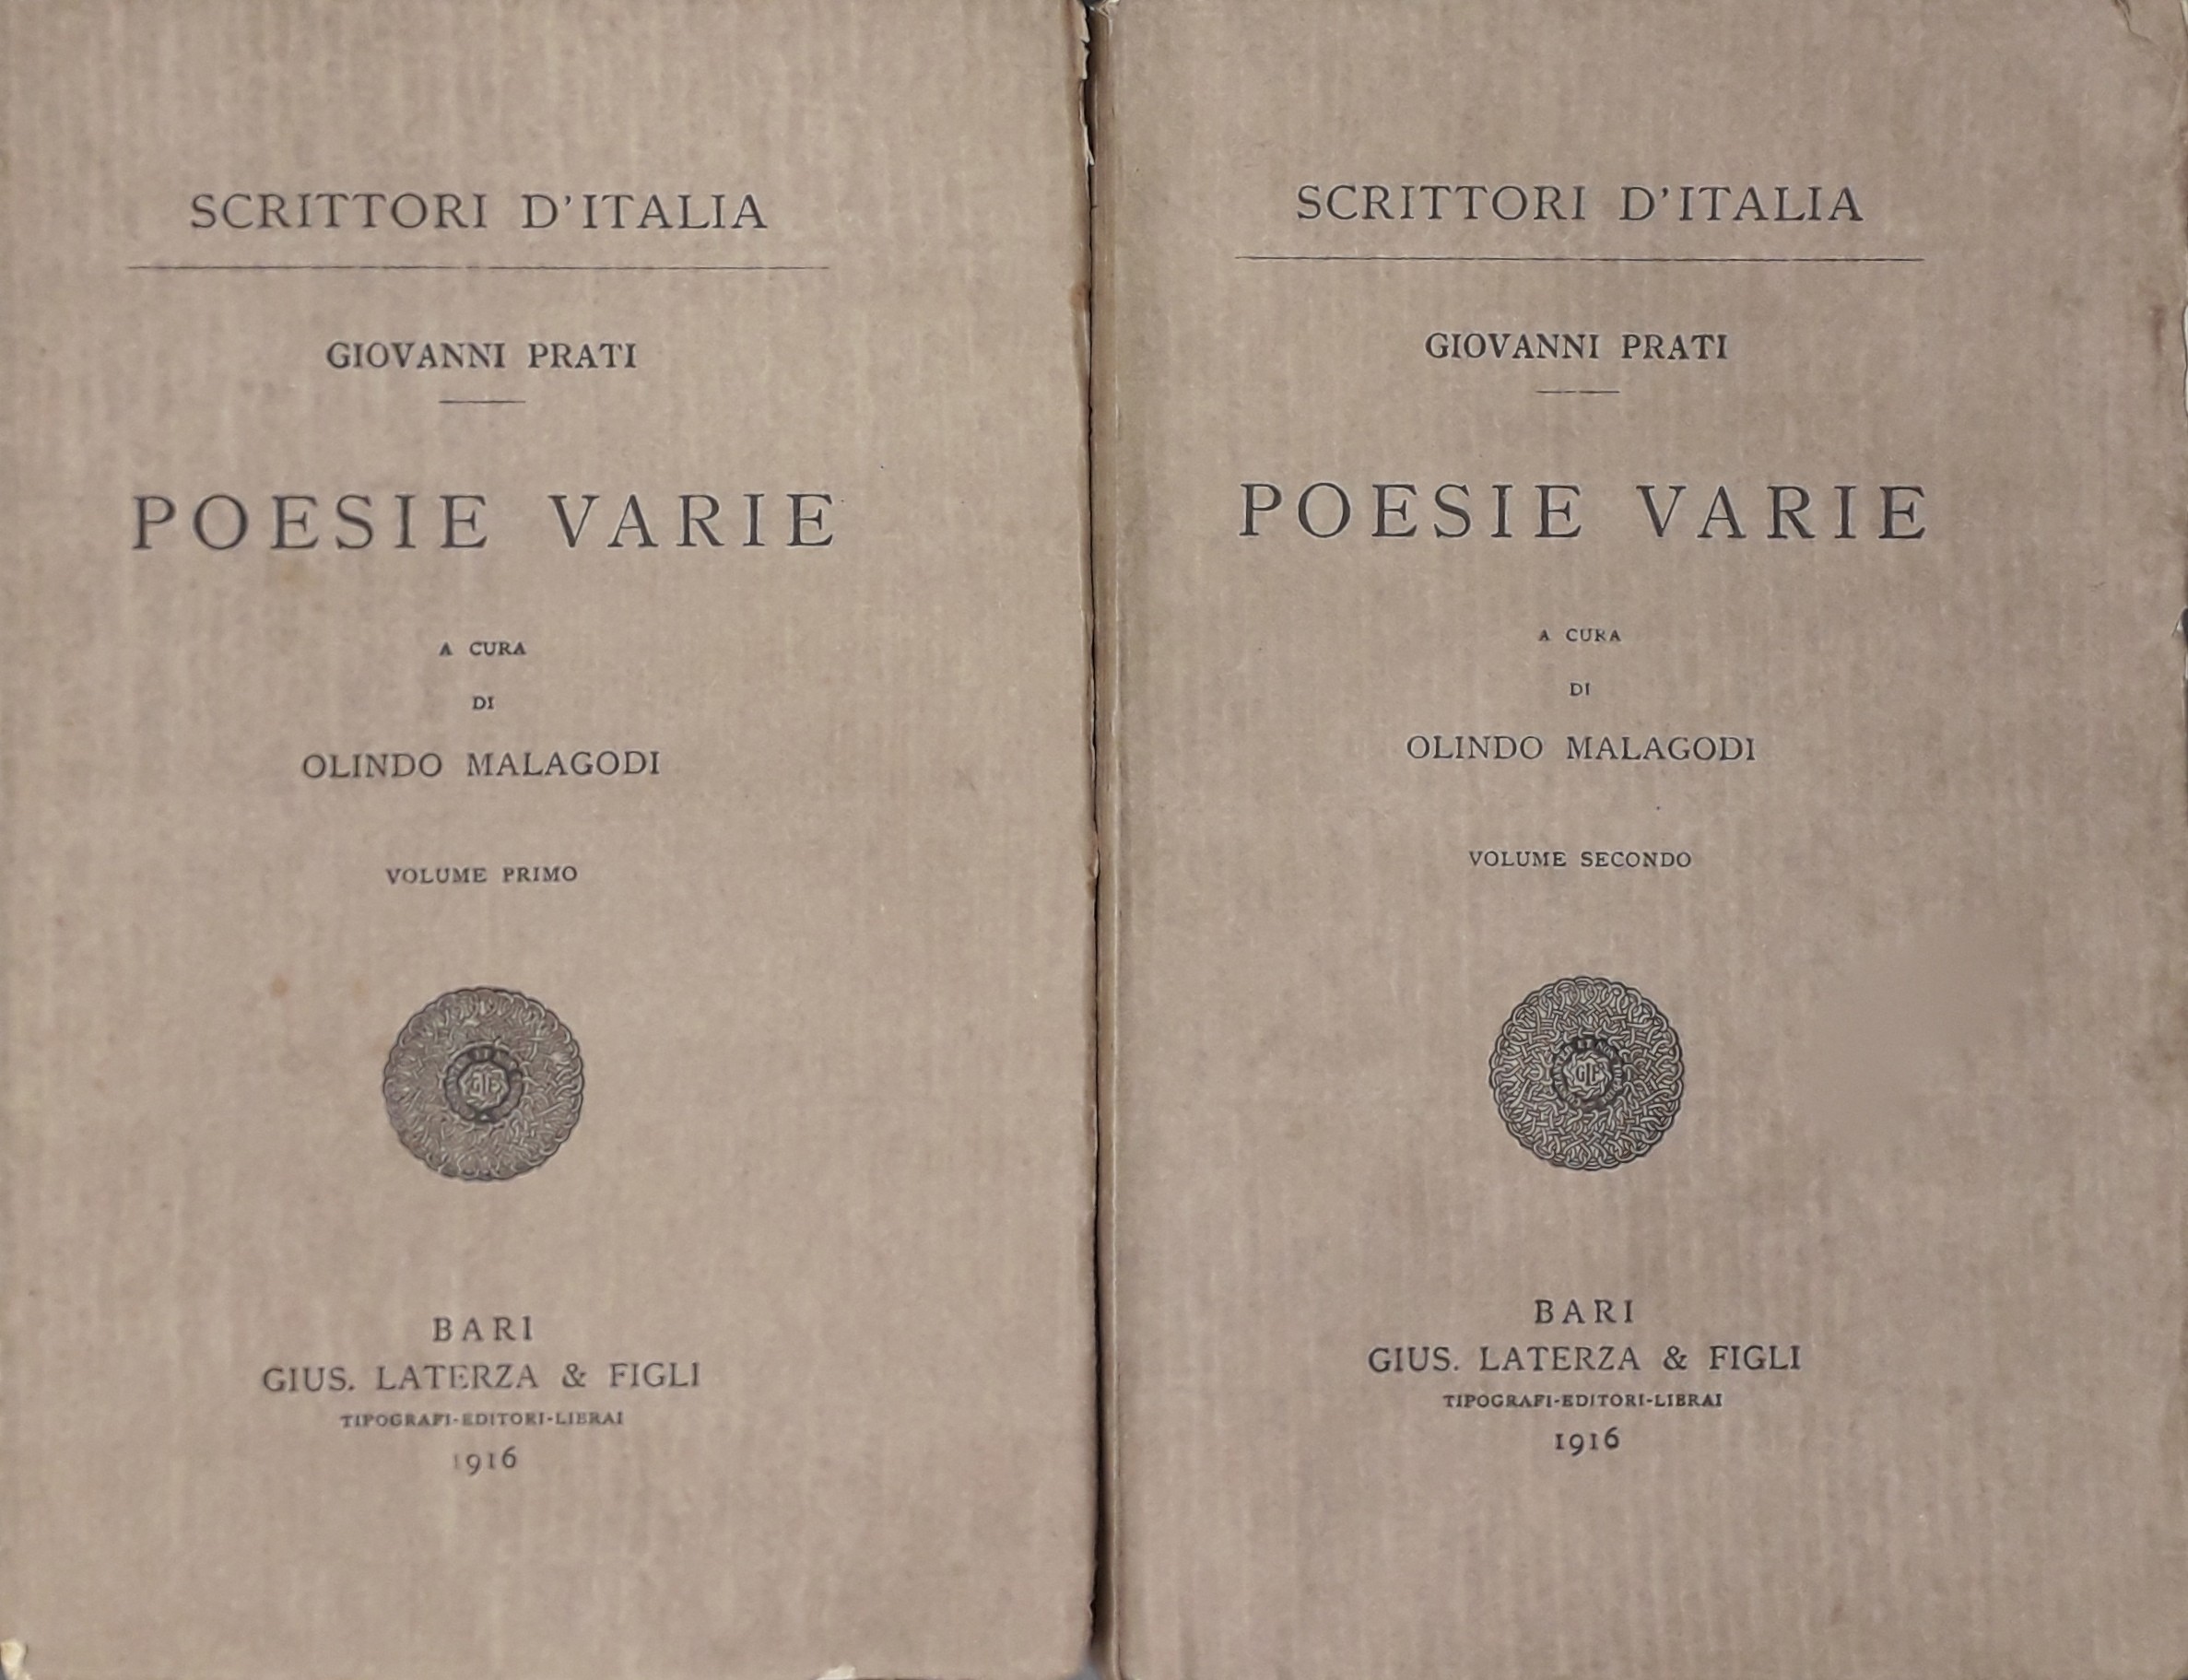 SCRITTORI D'ITALIA
GIOVANNI PRATI
POESIE VARIE
A CURA
DI
OLINDO MALAGODI
VOLUME PRIMO
BARI
GIUS. LATERZA & FIGLI
TIPOGRAFI-EDITORI-LIBRAI
1916
SCRITTORI D'ITALIA
GIOVANNI PRATI
POESIE VARIE
A CURA
DI
OLINDO MALAGODI
VOLUME SECONDO
BARI
GIUS. LATERZA & FIGLI
TIPOGRAFI-EDITORI-LIBRAI
1916